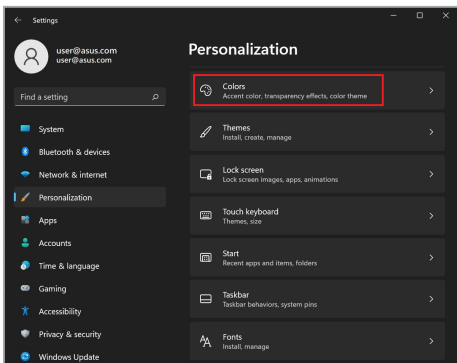 Settings
user@asus.com
user@asus.com
Find a setting
System
Bluetooth & devices
Network & internet
Personalization
Apps
Accounts
Time & language
Gaming
Accessibility
Privacy & security
Windows Update
Personalization
Colors
Accent color, transparency effects, color theme
Themes
Install, create, manage
Lock screen
Lock screen images, apps, animations
Touch keyboard
Themes, size
Start
Recent apps and items, folders
Taskbar
Taskbar behaviors, system pins
Fonts
Install, manage